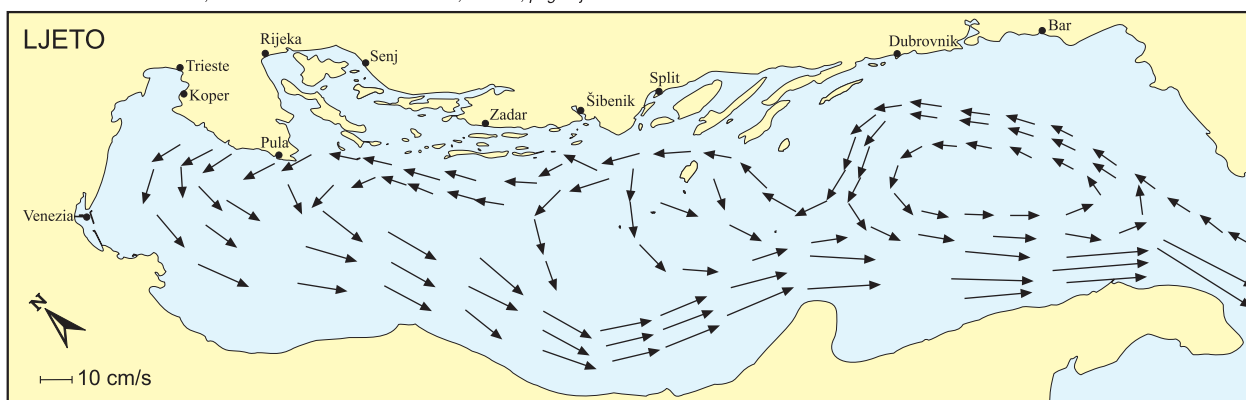 LJETO
Rijeka
Senj
Trieste
Koper
Pula
Zadar
Šibenik
Split
Dubrovnik
Bar
Venezia
N
10 cm/s